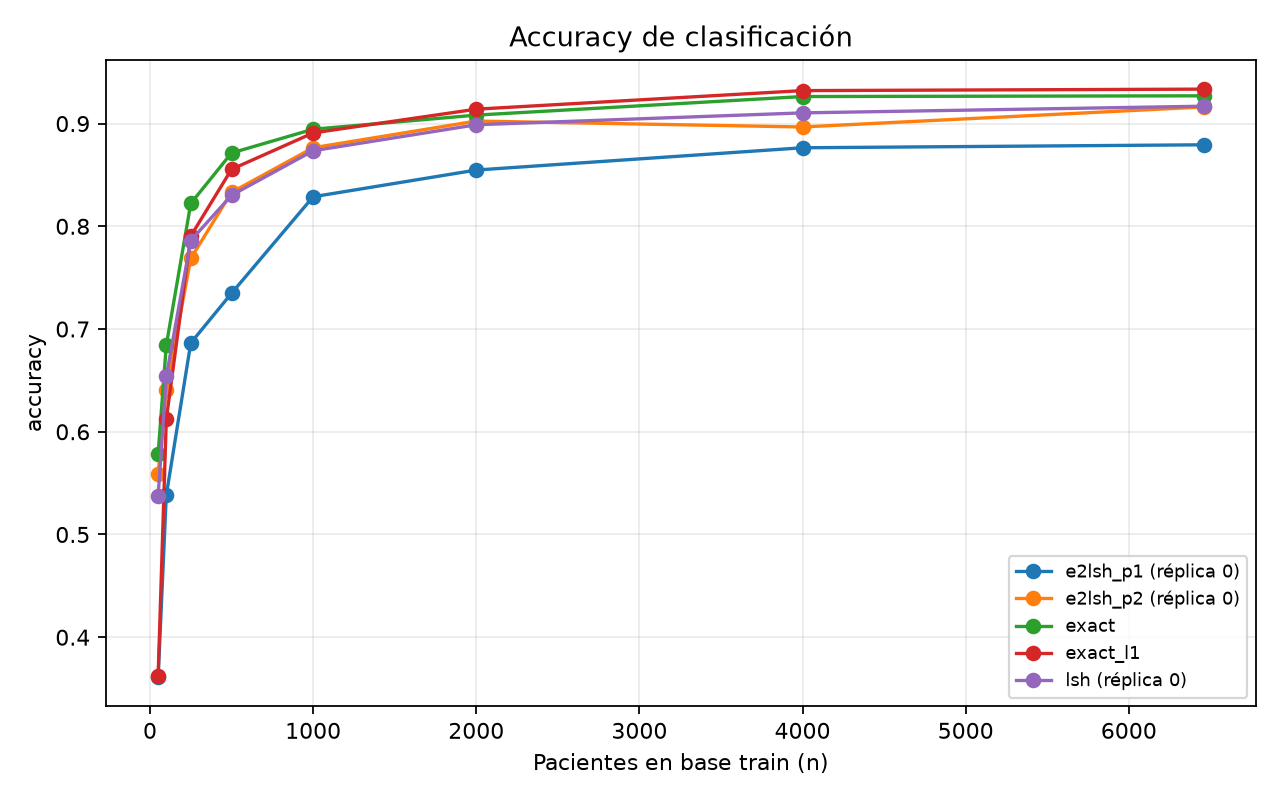 Accuracy de clasificación
accuracy
0.9
0.8
0.7
0.6
0.5
0.4
e2lsh_p1 (réplica 0)
e2lsh_p2 (réplica 0)
exact
exact_l1
lsh (réplica 0)
0 1000 2000 3000 4000 5000 6000
Pacientes en base train (n)